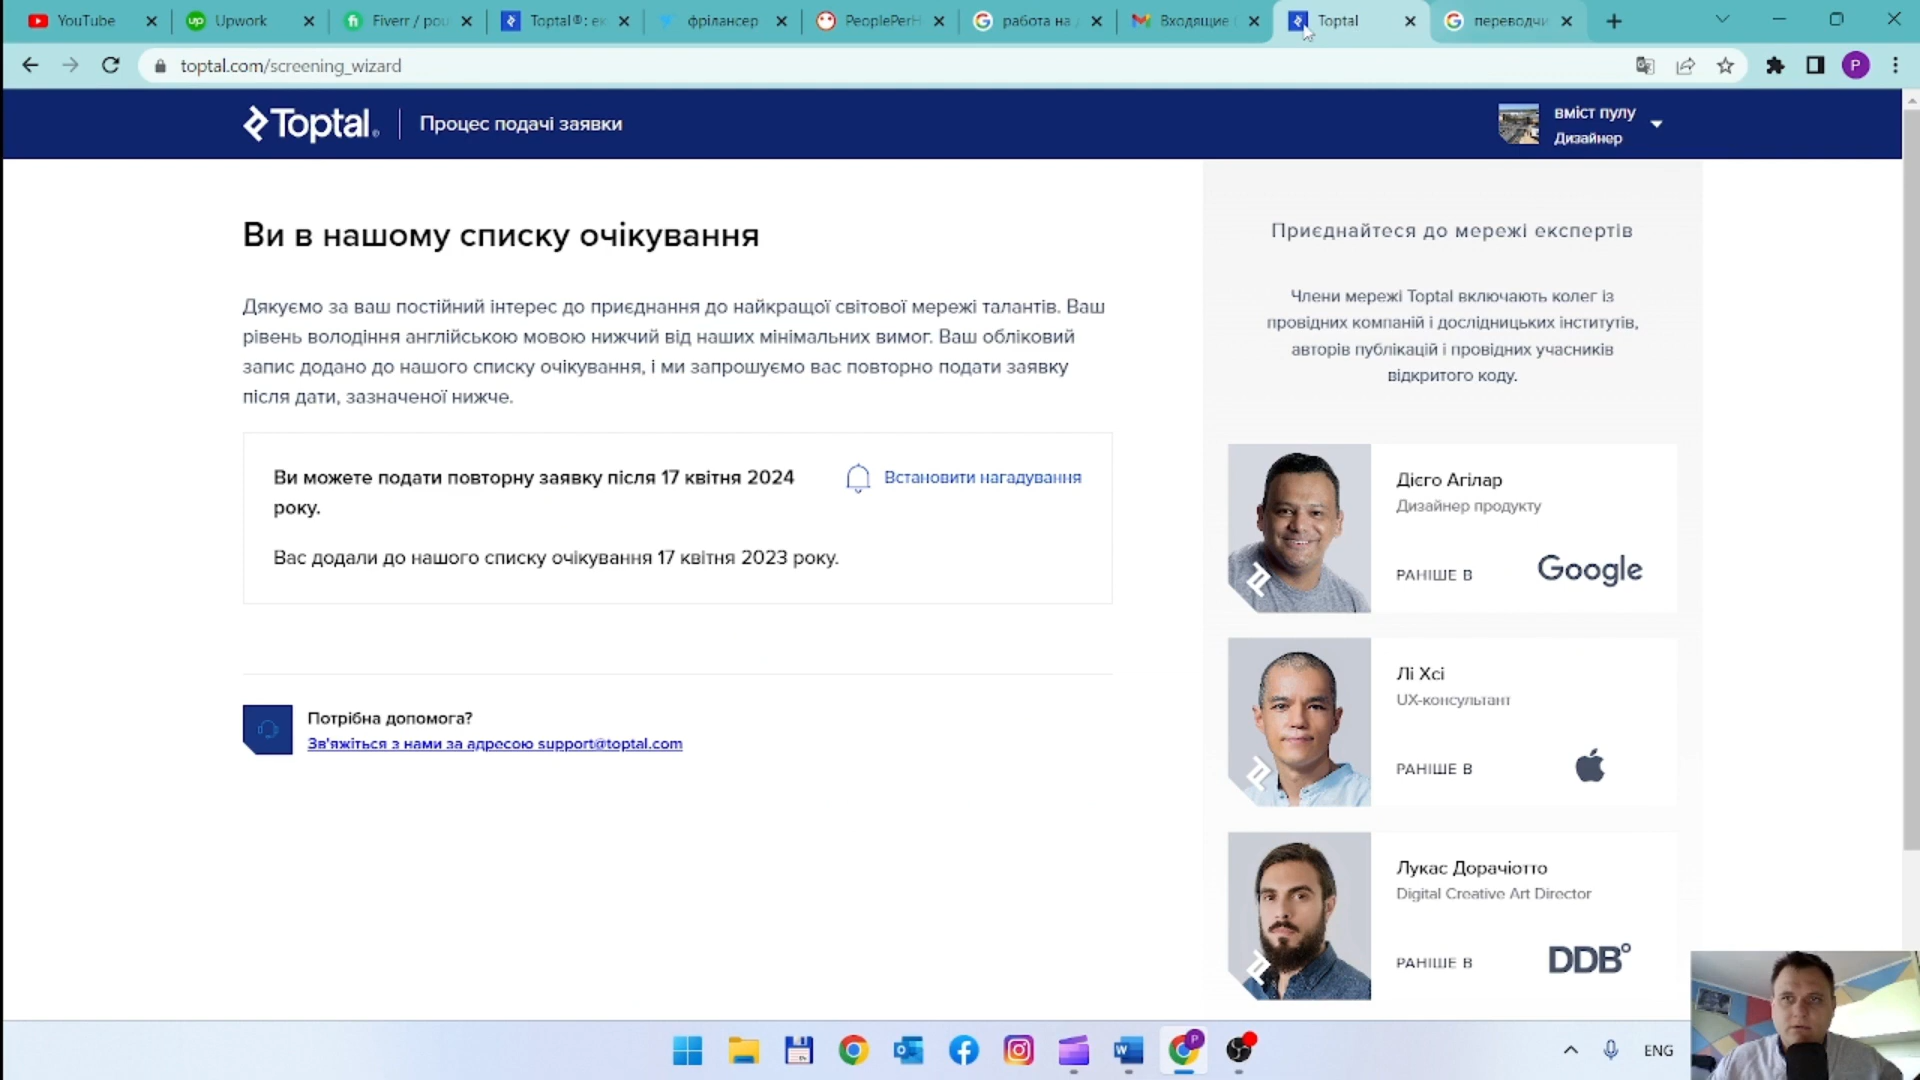 YouTube
Upwork
Fiverr / рош
Toptal®: ек
фрілансер
PeoplePerH
работа на
Входящие
Toptal
переводчи
toptal.com/screening_wizard
P
Toptal
Процес подачі заявки
вміст пулу
Дизайнер
Ви в нашому списку очікування
Дякуємо за ваш постійний інтерес до приєднання до найкращої світової мережі талантів. Ваш
рівень володіння англійською мовою нижчий від наших мінімальних вимог. Ваш обліковий
запис додано до нашого списку очікування, і ми запрошуємо вас повторно подати заявку
після дати, зазначеної нижче.
Ви можете подати повторну заявку після 17 квітня 2024
року.
Встановити нагадування
Вас додали до нашого списку очікування 17 квітня 2023 року.
Потрібна допомога?
Зв'яжіться з нами за адресою support@toptal.com
Приєднайтеся до мережі експертів
Члени мережі Toptal включають колег із
провідних компаній і дослідницьких інститутів,
авторів публікацій і провідних учасників
відкритого коду.
Дієго Агілар
Дизайнер продукту
РАНІШЕ В
Google
Лі Хсі
UX-консультант
РАНІШЕ В
Лукас Дорачіотто
Digital Creative Art Director
РАНІШЕ В
DDB°
ENG